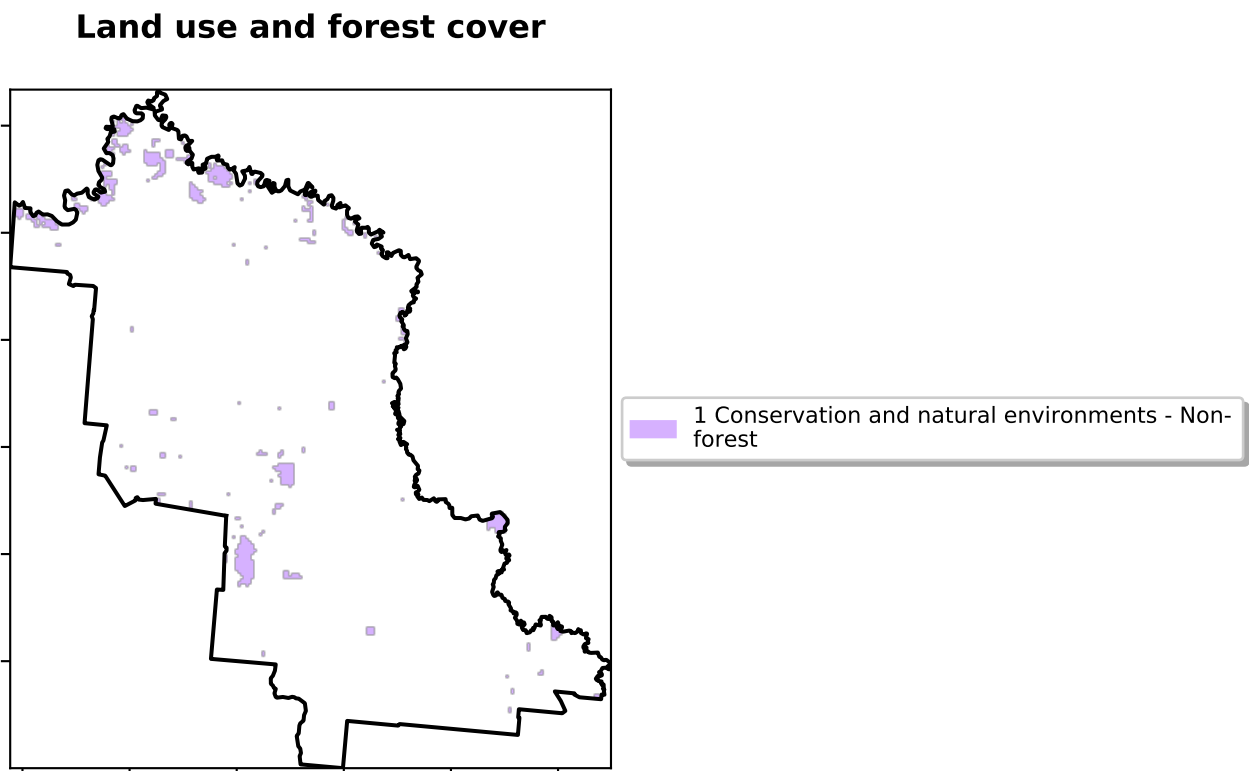 Land use and forest cover
1 Conservation and natural environments - Non-
forest